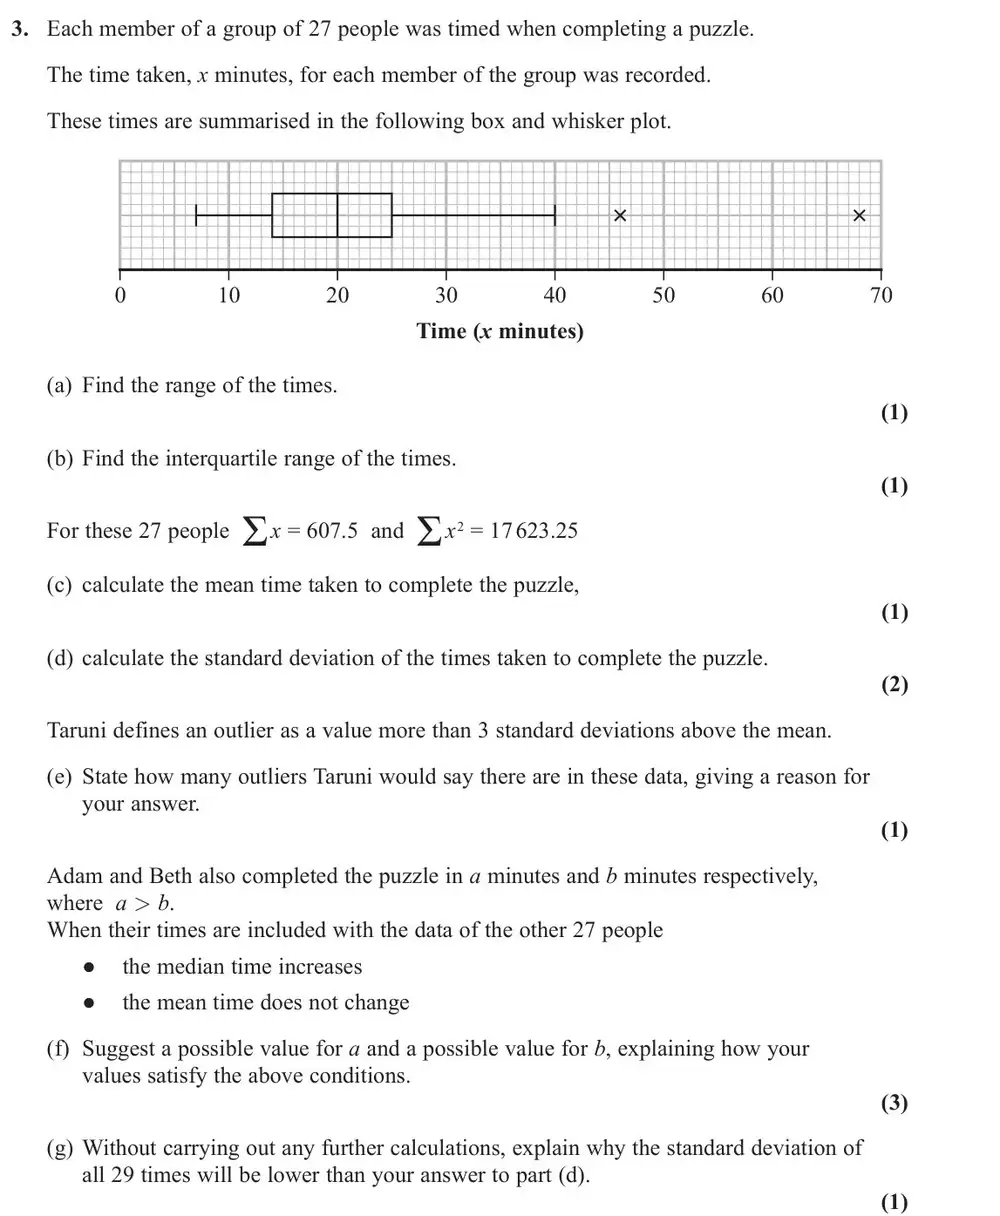 3. Each member of a group of 27 people was timed when completing a puzzle.
The time taken, x minutes, for each member of the group was recorded.
These times are summarised in the following box and whisker plot.
0 10 20 30 40 50 60 70
Time (x minutes)
(a) Find the range of the times.
(1)
(b) Find the interquartile range of the times.
(1)
For these 27 people ∑x = 607.5 and ∑x² = 17623.25
(c) calculate the mean time taken to complete the puzzle,
(1)
(d) calculate the standard deviation of the times taken to complete the puzzle.
(2)
Taruni defines an outlier as a value more than 3 standard deviations above the mean.
(e) State how many outliers Taruni would say there are in these data, giving a reason for
your answer.
(1)
Adam and Beth also completed the puzzle in a minutes and b minutes respectively,
where a > b.
When their times are included with the data of the other 27 people
• the median time increases
• the mean time does not change
(f) Suggest a possible value for a and a possible value for b, explaining how your
values satisfy the above conditions.
(3)
(g) Without carrying out any further calculations, explain why the standard deviation of
all 29 times will be lower than your answer to part (d).
(1)